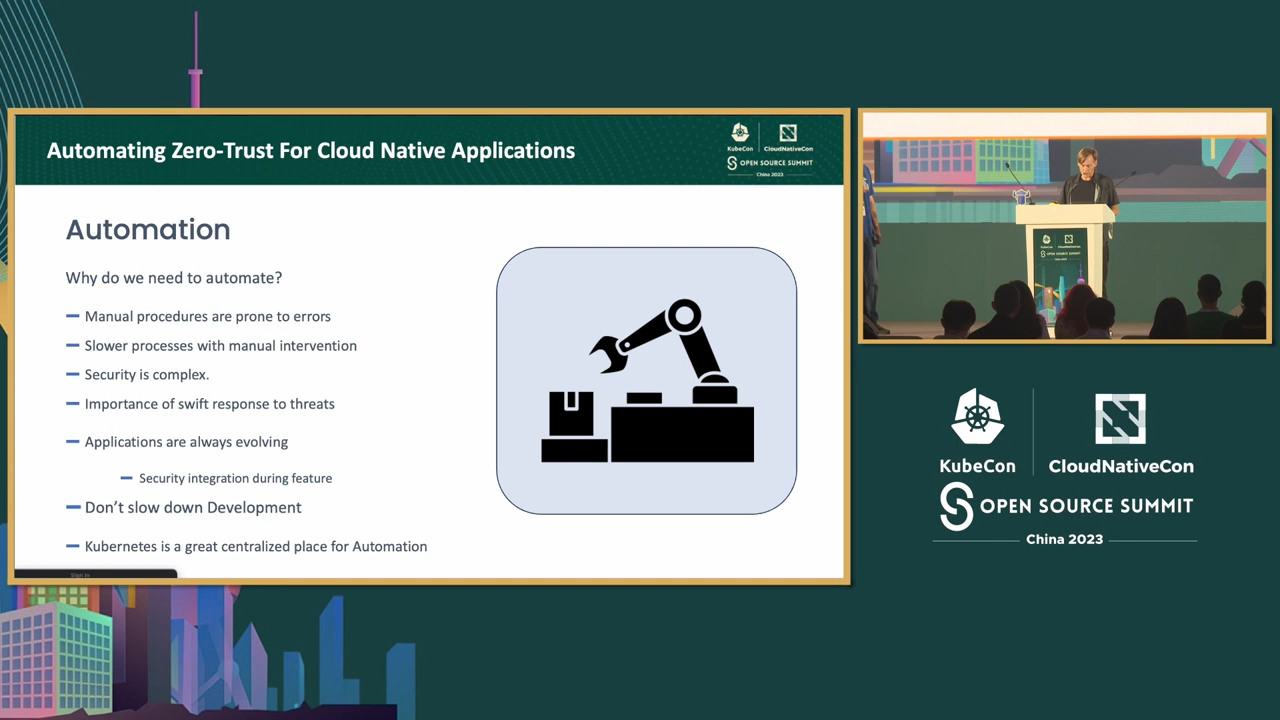 Automating Zero-Trust For Cloud Native Applications
KubeCon
CloudNativeCon
OPEN SOURCE SUMMIT
China 2023
Automation
Why do we need to automate?
Manual procedures are prone to errors
Slower processes with manual intervention
Security is complex.
Importance of swift response to threats
Applications are always evolving
Security integration during feature
Don't slow down Development
Kubernetes is a great centralized place for Automation
Sign In
KubeCon
CloudNativeCon
OPEN SOURCE SUMMIT
China 2023